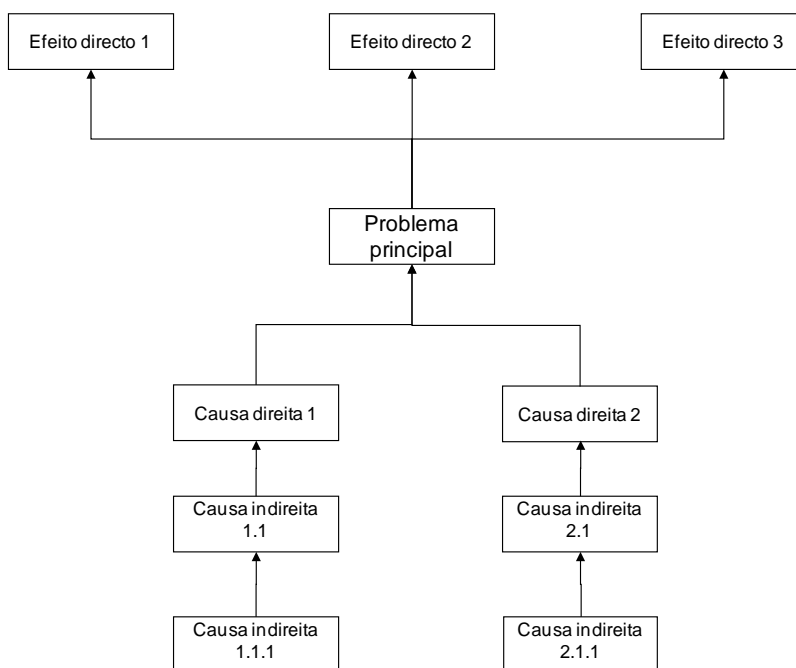 Efeito directo 1
Efeito directo 2
Efeito directo 3
Problema
principal
Causa direita 1
Causa direita 2
Causa indireita
1.1
Causa indireita
2.1
Causa indireita
1.1.1
Causa indireita
2.1.1